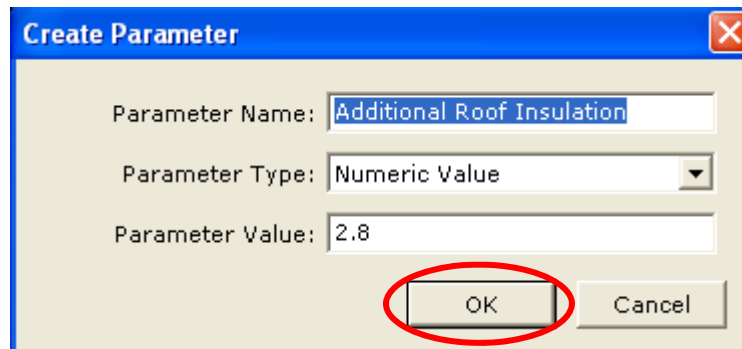 Create Parameter
Parameter Name: Additional Roof Insulation
Parameter Type: Numeric Value
Parameter Value: 2.8
OK Cancel